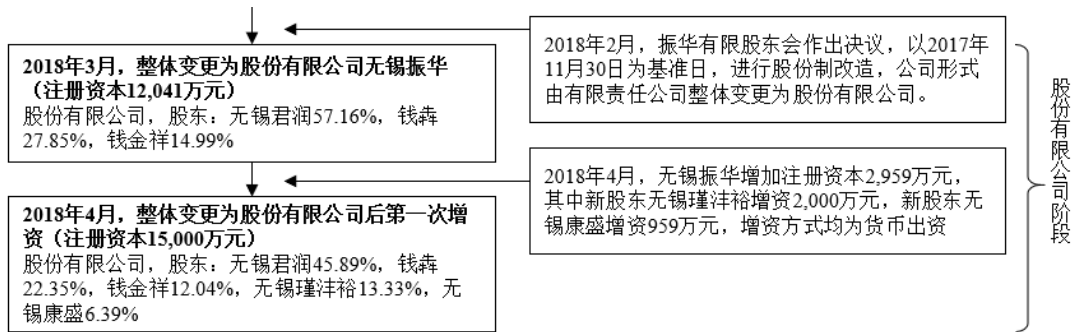 2018年3月，整体变更为股份有限公司无锡振华
（注册资本12,041万元）
股份有限公司，股东：无锡君润57.16%，钱犇
27.85%，钱金祥14.99%
2018年2月，振华有限股东会作出决议，以2017年
11月30日为基准日，进行股份制改造，公司形式
由有限责任公司整体变更为股份有限公司。
2018年4月，整体变更为股份有限公司后第一次增
资（注册资本15,000万元）
股份有限公司，股东：无锡君润45.89%，钱犇
22.35%，钱金祥12.04%，无锡瑾沣裕13.33%，无
锡康盛6.39%
2018年4月，无锡振华增加注册资本2,959万元，
其中新股东无锡瑾沣裕增资2,000万元，新股东无
锡康盛增资959万元，增资方式均为货币出资
股份有限公司阶段